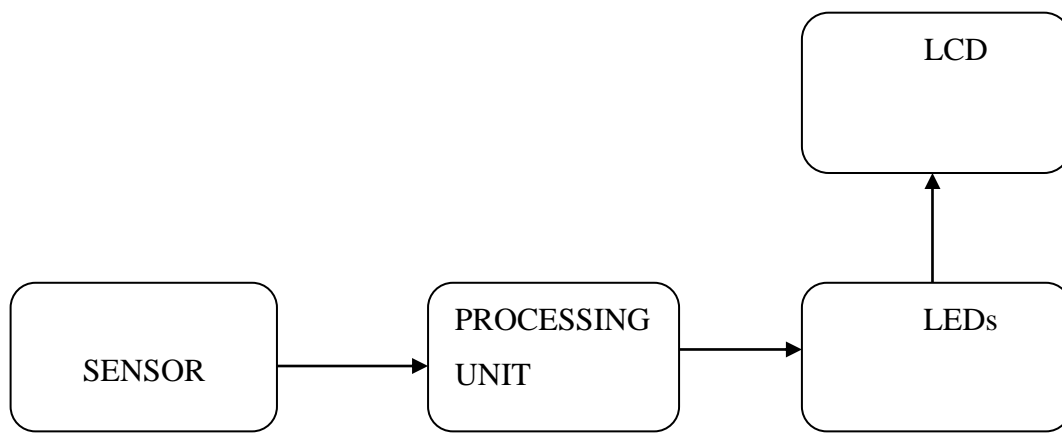 LCD
SENSOR
PROCESSING
UNIT
LEDs